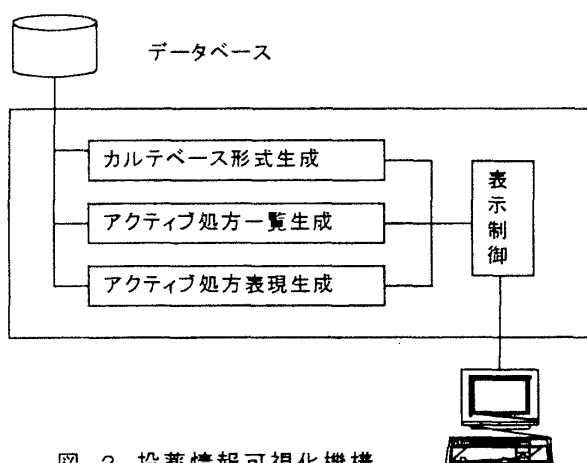 データベース
カルテベース形式生成
アクティブ処方一覧生成
アクティブ処方表現生成
表示制御
図 2 投薬情報可視化機構